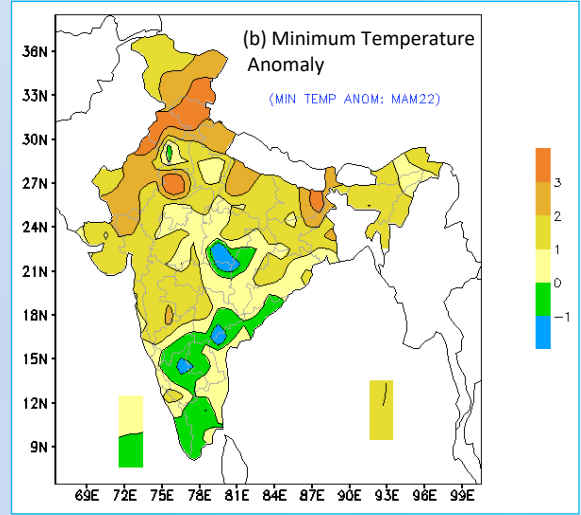 (b) Minimum Temperature
Anomaly
(MIN TEMP ANOM: MAM22)
36N
33N
30N
27N
24N
21N
18N
15N
12N
9N
3
2
1
0
−1
69E 72E 75E 78E 81E 84E 87E 90E 93E 96E 99E